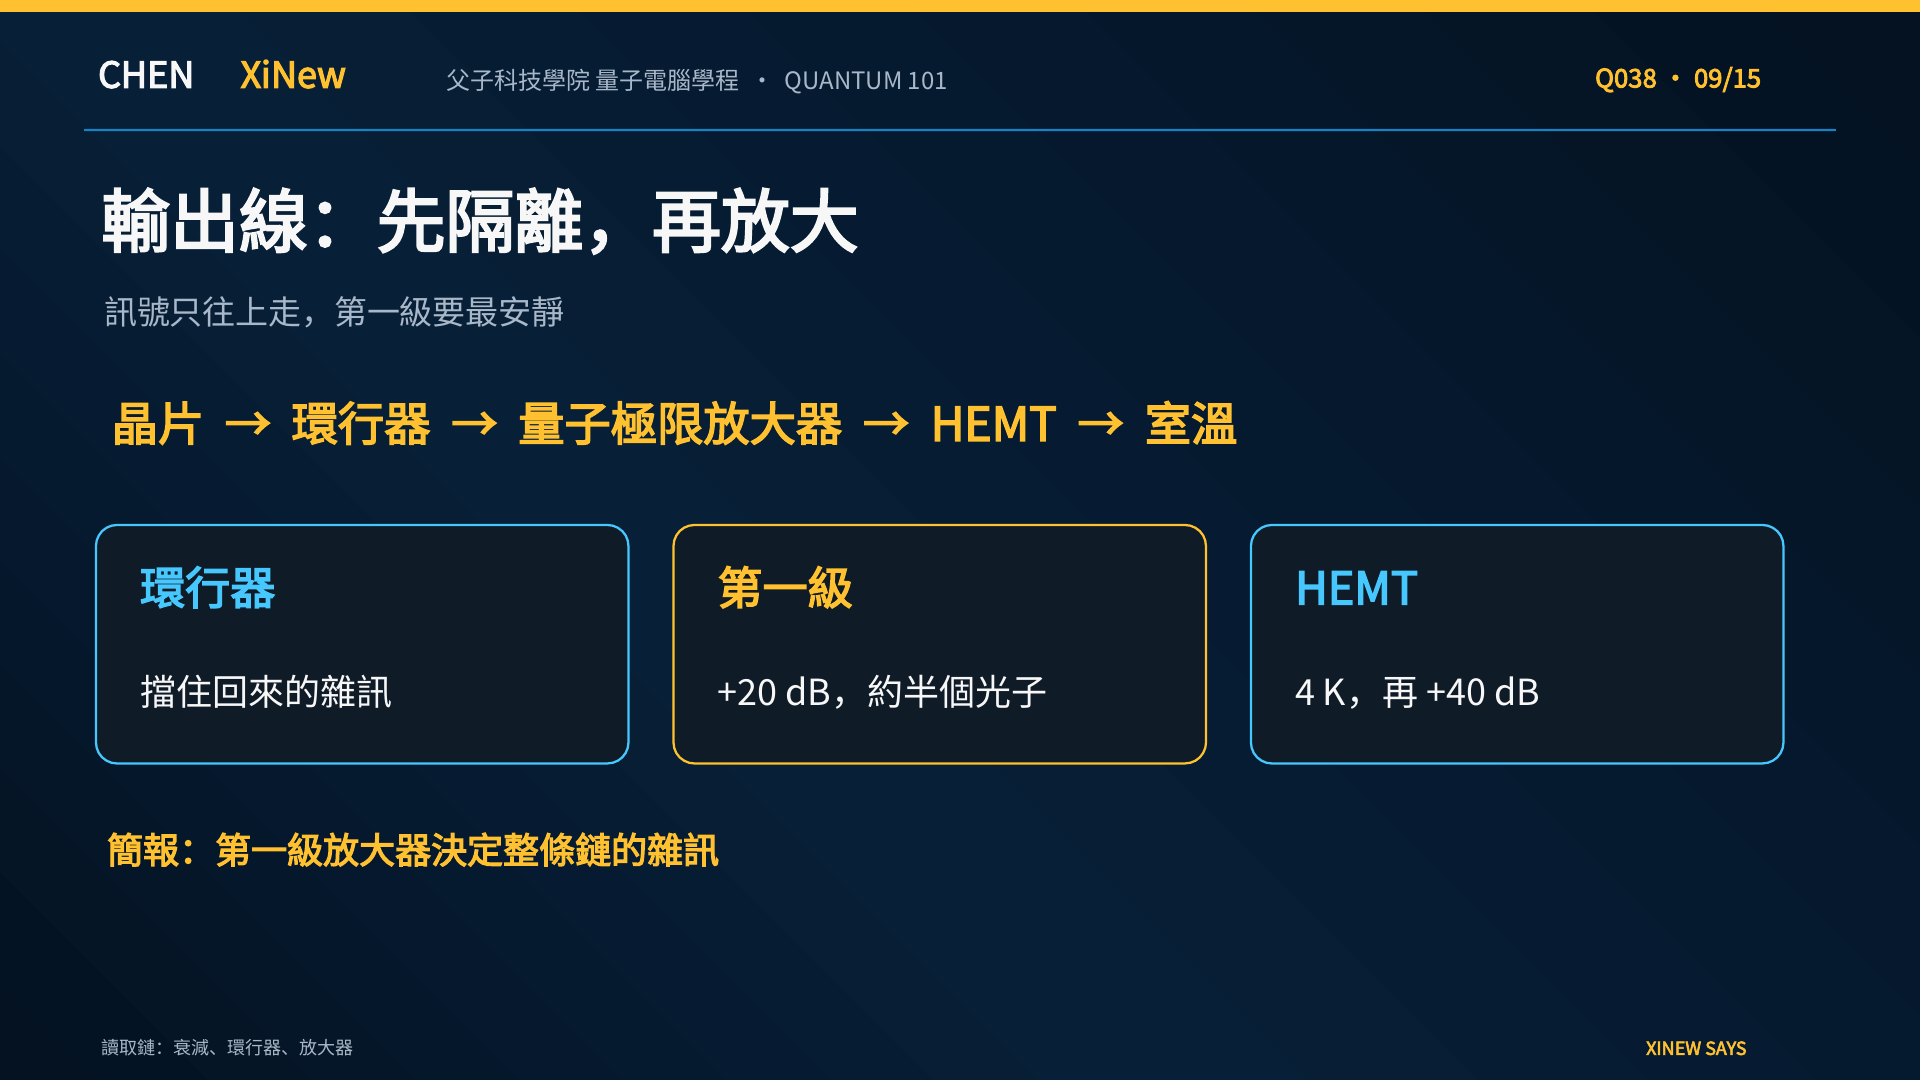 CHEN XiNew 父子科技學院 量子電腦學程 · QUANTUM 101 Q038 · 09/15
輸出線：先隔離，再放大
訊號只往上走，第一級要最安靜
晶片 → 環行器 → 量子極限放大器 → HEMT → 室溫
環行器
擋住回來的雜訊
第一級
+20 dB，約半個光子
HEMT
4 K，再 +40 dB
簡報：第一級放大器決定整條鏈的雜訊
讀取鏈：衰減、環行器、放大器
XINEW SAYS